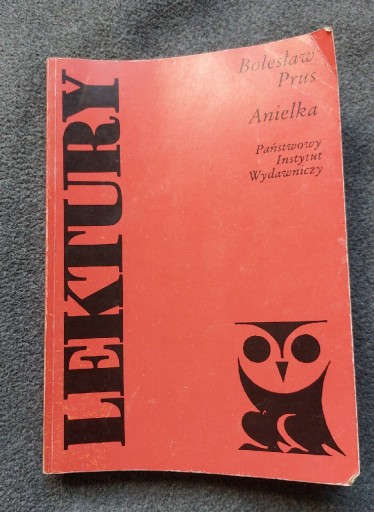 LEKTURY
Bolesław
Prus
Anielka
Państwowy
Instytut
Wydawniczy